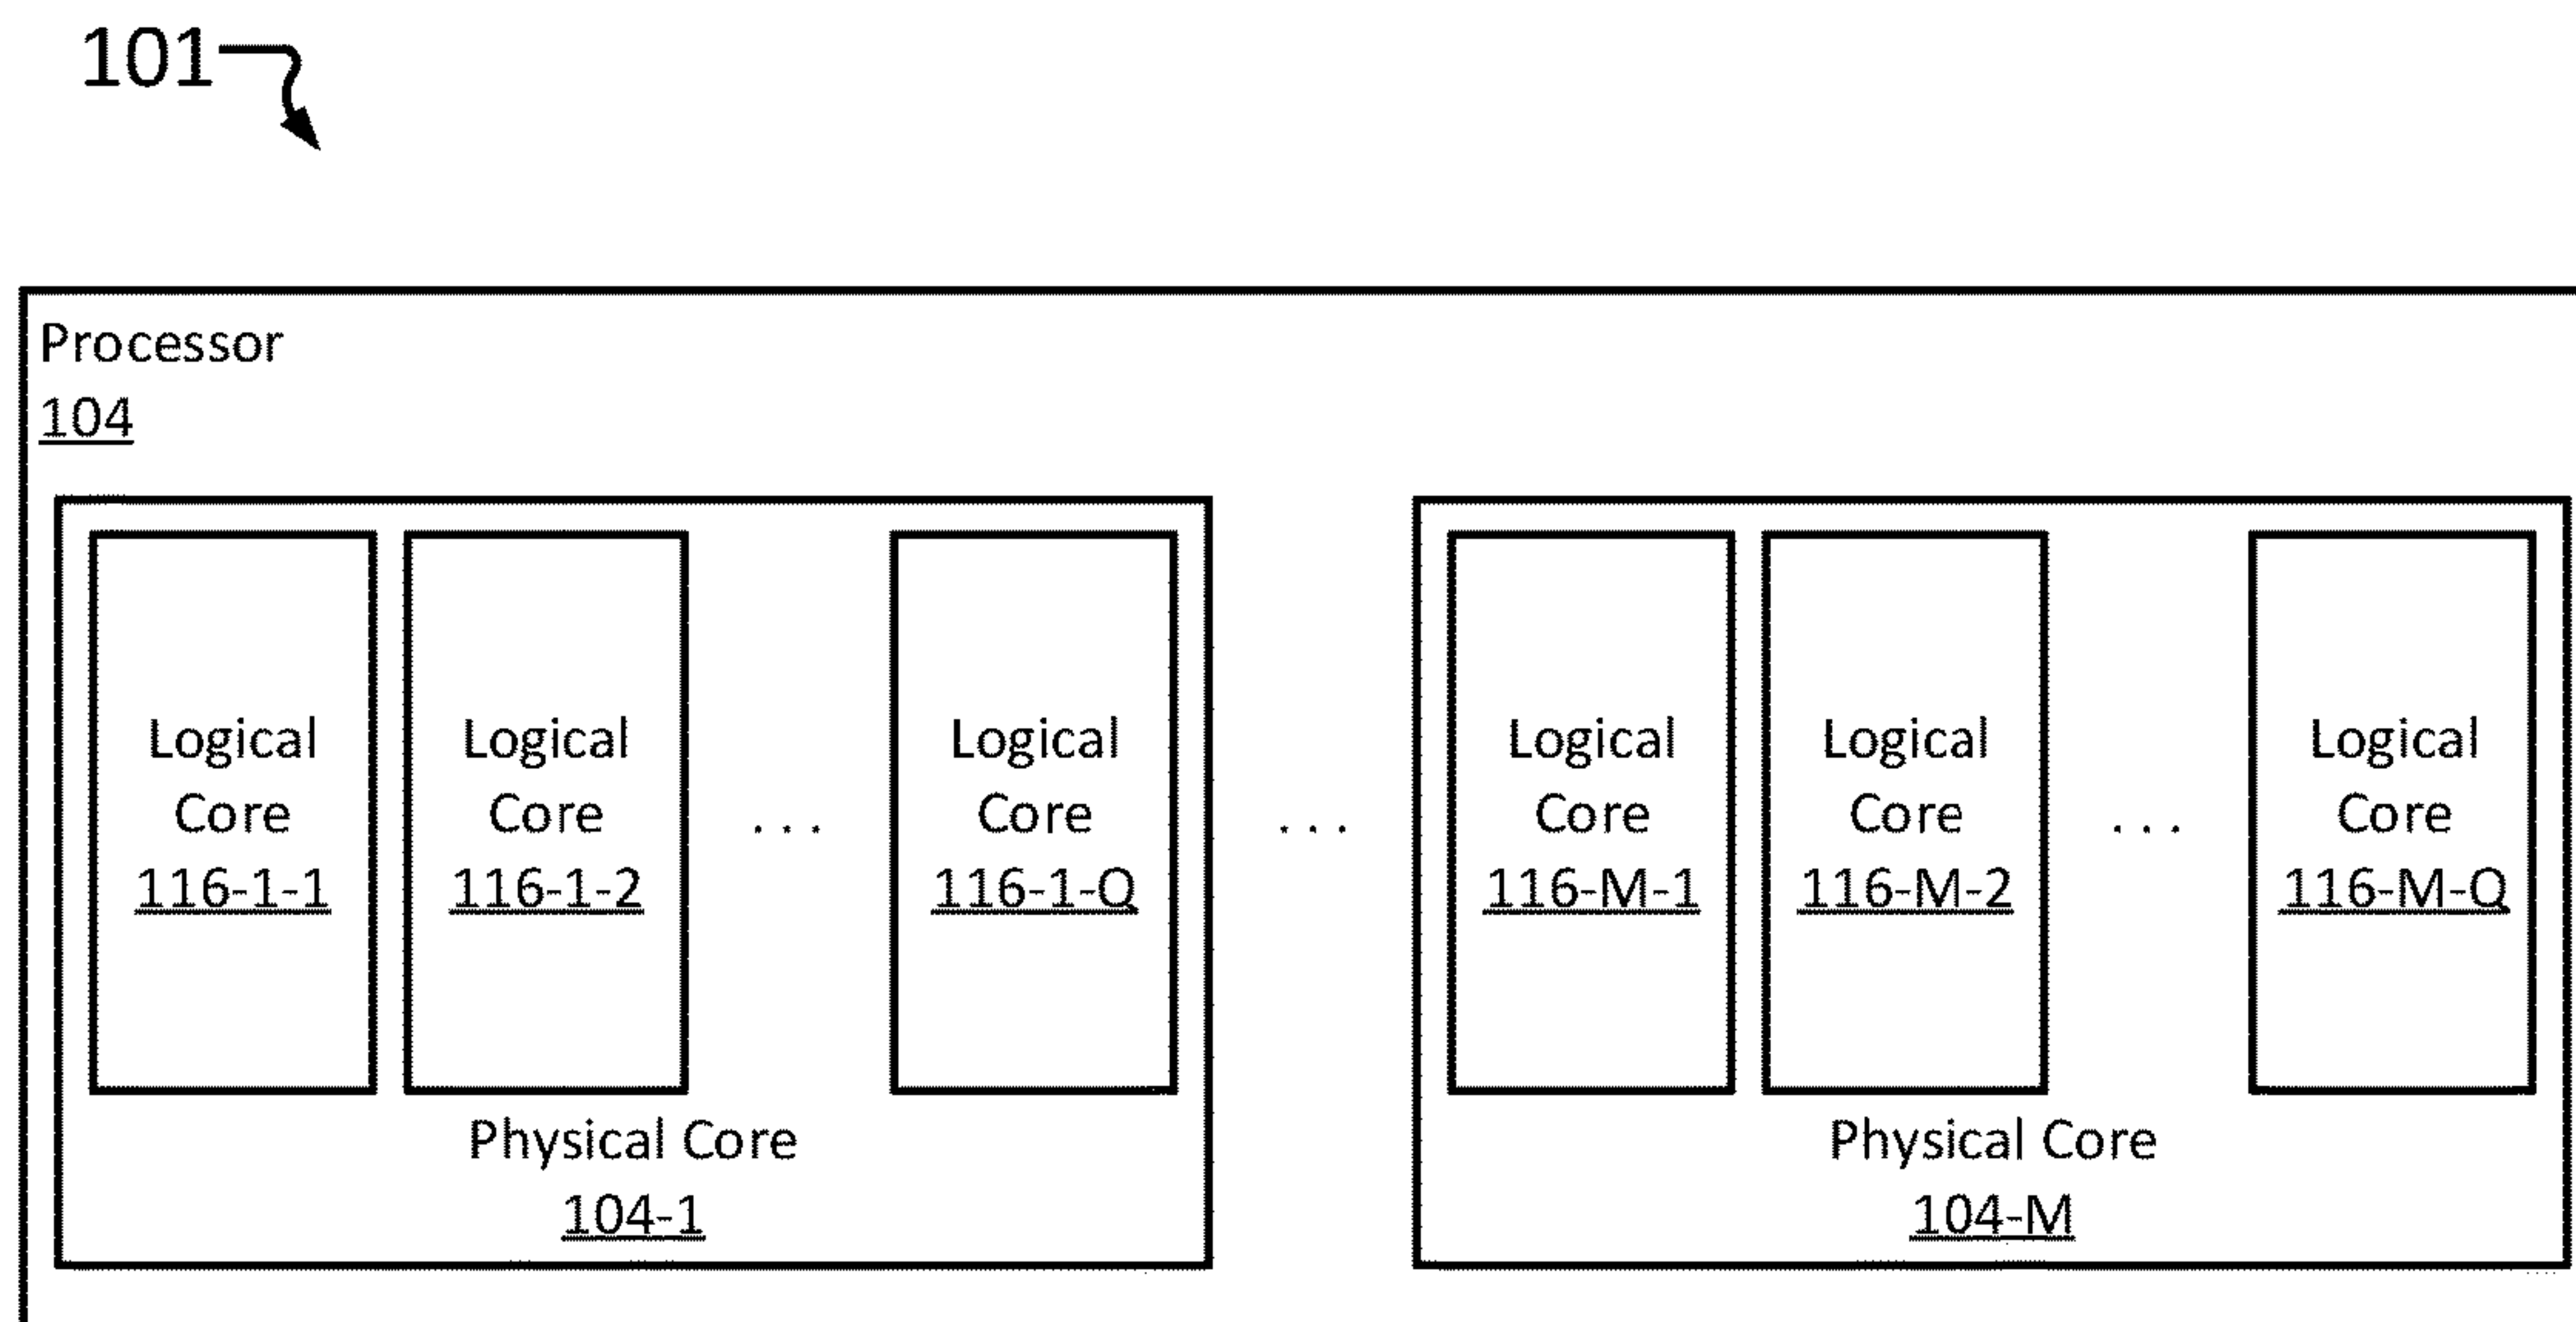 101
Processor
104
Logical
Core
116-1-1
Logical
Core
116-1-2
...
Logical
Core
116-1-Q
Physical Core
104-1
...
Logical
Core
116-M-1
Logical
Core
116-M-2
...
Logical
Core
116-M-Q
Physical Core
104-M